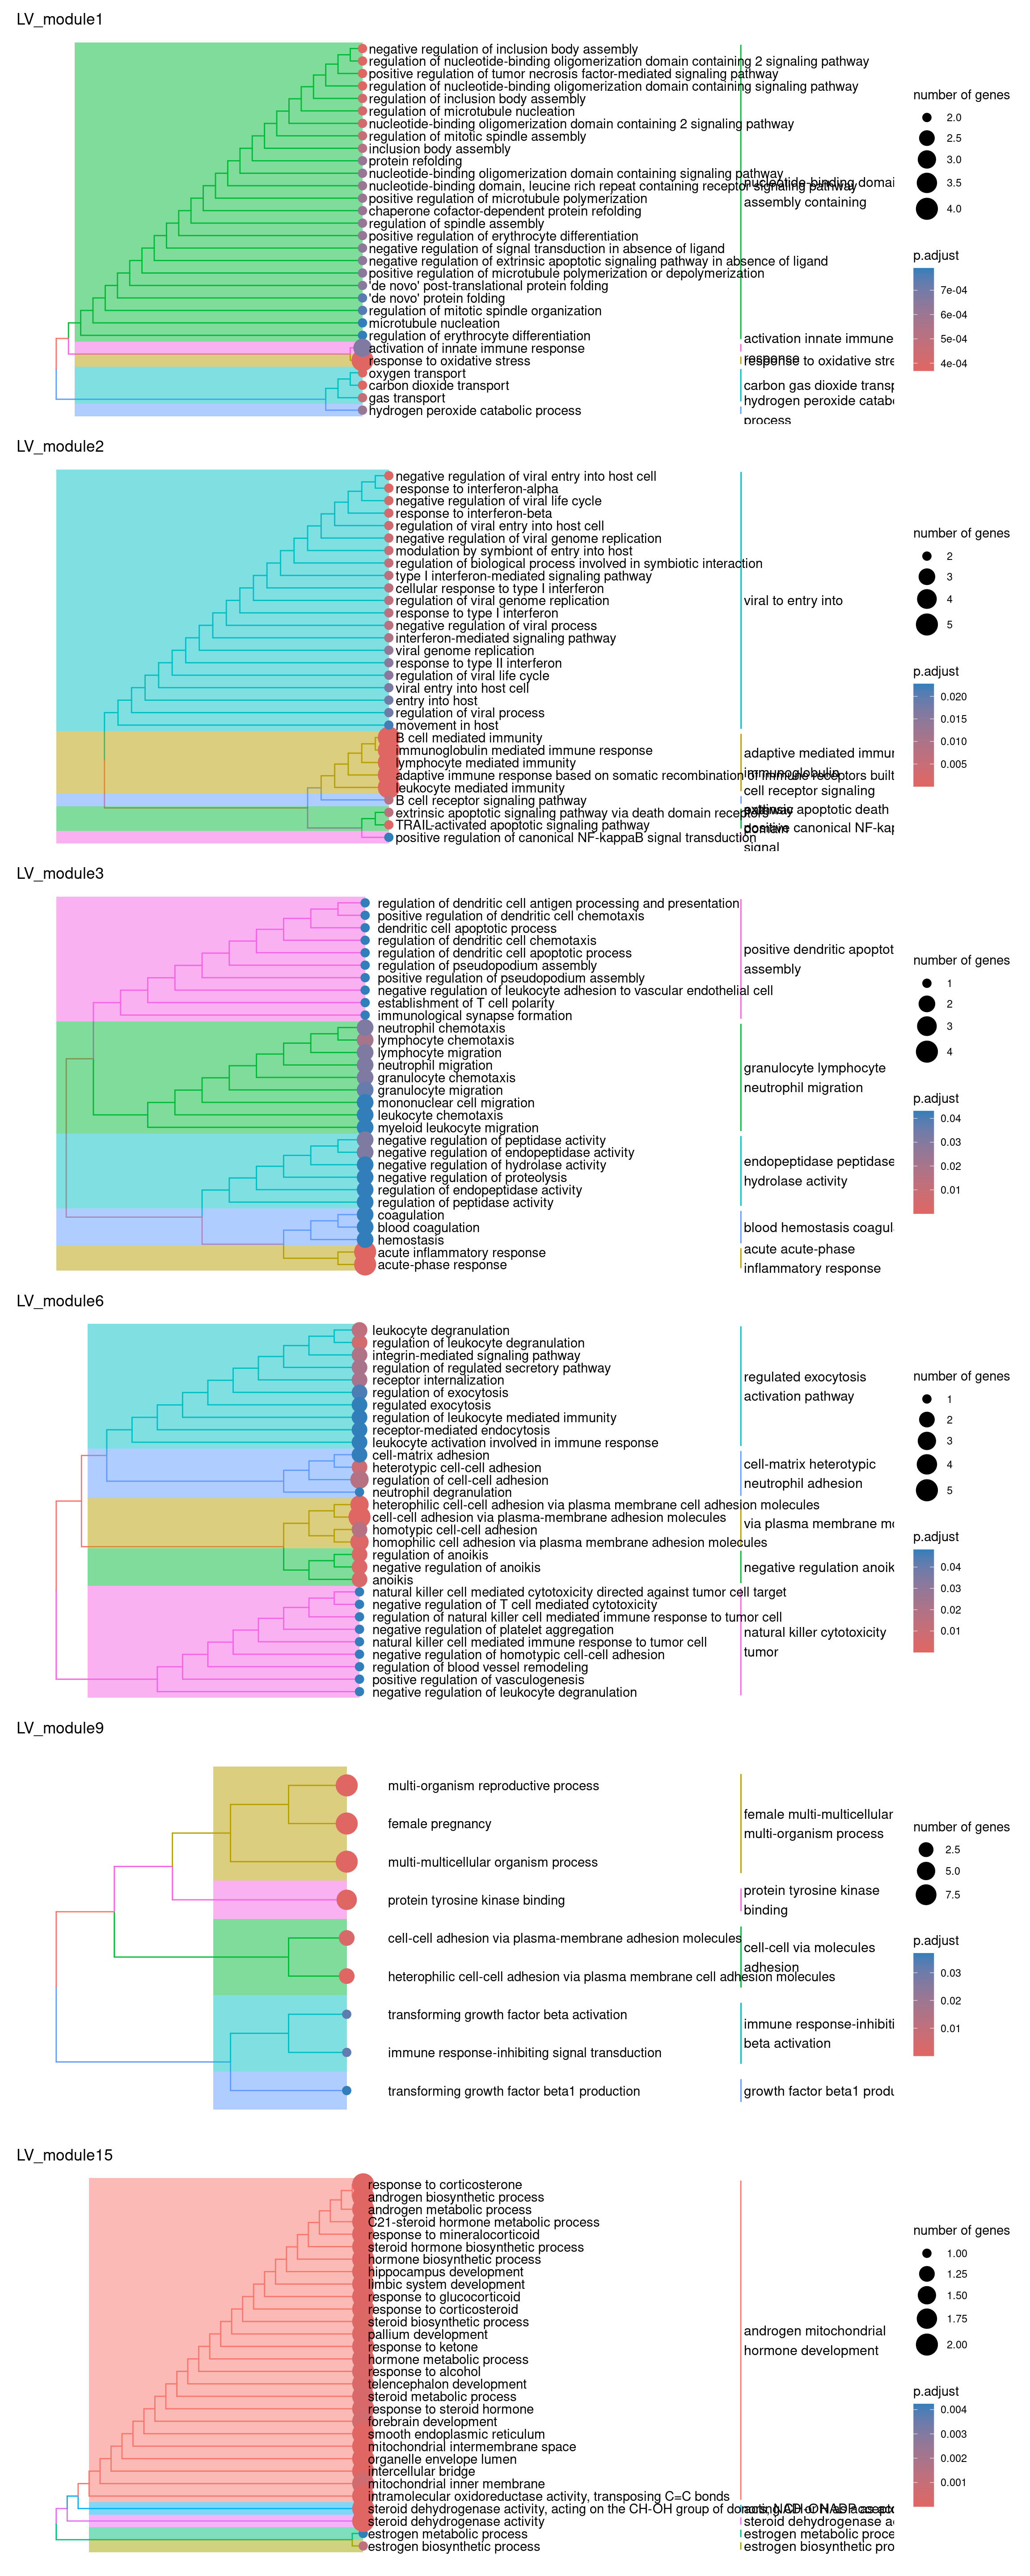 LV_module1
negative regulation of inclusion body assembly
regulation of nucleotide-binding oligomerization domain containing 2 signaling pathway
positive regulation of tumor necrosis factor-mediated signaling pathway
regulation of nucleotide-binding oligomerization domain containing signaling pathway
regulation of inclusion body assembly
regulation of microtubule nucleation
nucleotide-binding oligomerization domain containing 2 signaling pathway
regulation of mitotic spindle assembly
inclusion body assembly
protein refolding
nucleotide-binding oligomerization domain containing signaling pathway
nucleotide-binding domain, leucine rich repeat containing receptor signaling pathway
positive regulation of microtubule polymerization
chaperone cofactor-dependent protein refolding
regulation of spindle assembly
positive regulation of erythrocyte differentiation
negative regulation of signal transduction in absence of ligand
negative regulation of extrinsic apoptotic signaling pathway in absence of ligand
positive regulation of microtubule polymerization or depolymerization
'de novo' post-translational protein folding
'de novo' protein folding
regulation of mitotic spindle organization
microtubule nucleation
regulation of erythrocyte differentiation
activation of innate immune response
response to oxidative stress
oxygen transport
carbon dioxide transport
gas transport
hydrogen peroxide catabolic process
nucleotide-binding domai
assembly containing
activation innate immune
response
response to oxidative stre
carbon gas dioxide transp
hydrogen peroxide catabo
process
number of genes
2.0
2.5
3.0
3.5
4.0
p.adjust
7e-04
6e-04
5e-04
4e-04
LV_module2
negative regulation of viral entry into host cell
response to interferon-alpha
negative regulation of viral life cycle
response to interferon-beta
regulation of viral entry into host cell
negative regulation of viral genome replication
modulation by symbiont of entry into host
regulation of biological process involved in symbiotic interaction
type I interferon-mediated signaling pathway
cellular response to type I interferon
regulation of viral genome replication
response to type I interferon
negative regulation of viral process
interferon-mediated signaling pathway
viral genome replication
response to type II interferon
regulation of viral life cycle
viral entry into host cell
entry into host
regulation of viral process
movement in host
B cell mediated immunity
immunoglobulin mediated immune response
lymphocyte mediated immunity
adaptive immune response based on somatic recombination of immune receptors built
leukocyte mediated immunity
B cell receptor signaling pathway
extrinsic apoptotic signaling pathway via death domain receptors
TRAIL-activated apoptotic signaling pathway
positive regulation of canonical NF-kappaB signal transduction
viral to entry into
adaptive mediated immun
immunoglobulin
cell receptor signaling
pathway
extrinsic apoptotic death
domain
positive canonical NF-kap
signal
number of genes
2
3
4
5
p.adjust
0.020
0.015
0.010
0.005
LV_module3
regulation of dendritic cell antigen processing and presentation
positive regulation of dendritic cell chemotaxis
dendritic cell apoptotic process
regulation of dendritic cell chemotaxis
regulation of dendritic cell apoptotic process
regulation of pseudopodium assembly
positive regulation of pseudopodium assembly
negative regulation of leukocyte adhesion to vascular endothelial cell
establishment of T cell polarity
immunological synapse formation
neutrophil chemotaxis
lymphocyte chemotaxis
lymphocyte migration
neutrophil migration
granulocyte chemotaxis
granulocyte migration
mononuclear cell migration
leukocyte chemotaxis
myeloid leukocyte migration
negative regulation of peptidase activity
negative regulation of endopeptidase activity
negative regulation of hydrolase activity
negative regulation of proteolysis
regulation of endopeptidase activity
regulation of peptidase activity
coagulation
blood coagulation
hemostasis
acute inflammatory response
acute-phase response
positive dendritic apoptot
assembly
granulocyte lymphocyte
neutrophil migration
endopeptidase peptidase
hydrolase activity
blood hemostasis coagul
acute acute-phase
inflammatory response
number of genes
1
2
3
4
p.adjust
0.04
0.03
0.02
0.01
LV_module6
leukocyte degranulation
regulation of leukocyte degranulation
integrin-mediated signaling pathway
regulation of regulated secretory pathway
receptor internalization
regulation of exocytosis
regulated exocytosis
regulation of leukocyte mediated immunity
receptor-mediated endocytosis
leukocyte activation involved in immune response
cell-matrix adhesion
heterotypic cell-cell adhesion
regulation of cell-cell adhesion
neutrophil degranulation
heterophilic cell-cell adhesion via plasma membrane cell adhesion molecules
cell-cell adhesion via plasma-membrane adhesion molecules
homotypic cell-cell adhesion
homophilic cell adhesion via plasma membrane adhesion molecules
regulation of anoikis
negative regulation of anoikis
anoikis
natural killer cell mediated cytotoxicity directed against tumor cell target
negative regulation of T cell mediated cytotoxicity
regulation of natural killer cell mediated immune response to tumor cell
negative regulation of platelet aggregation
natural killer cell mediated immune response to tumor cell
negative regulation of homotypic cell-cell adhesion
regulation of blood vessel remodeling
positive regulation of vasculogenesis
negative regulation of leukocyte degranulation
regulated exocytosis
activation pathway
cell-matrix heterotypic
neutrophil adhesion
via plasma membrane mo
negative regulation anoik
natural killer cytotoxicity
tumor
number of genes
1
2
3
4
5
p.adjust
0.04
0.03
0.02
0.01
LV_module9
multi-organism reproductive process
female pregnancy
multi-multicellular organism process
protein tyrosine kinase binding
cell-cell adhesion via plasma-membrane adhesion molecules
heterophilic cell-cell adhesion via plasma membrane cell adhesion molecules
transforming growth factor beta activation
immune response-inhibiting signal transduction
transforming growth factor beta1 production
female multi-multicellular
multi-organism process
protein tyrosine kinase
binding
cell-cell via molecules
adhesion
immune response-inhibiti
beta activation
growth factor beta1 produ
number of genes
2.5
5.0
7.5
p.adjust
0.03
0.02
0.01
LV_module15
response to corticosterone
androgen biosynthetic process
androgen metabolic process
C21-steroid hormone metabolic process
response to mineralocorticoid
steroid hormone biosynthetic process
hormone biosynthetic process
hippocampus development
limbic system development
response to glucocorticoid
response to corticosteroid
steroid biosynthetic process
pallium development
response to ketone
hormone metabolic process
response to alcohol
telencephalon development
steroid metabolic process
response to steroid hormone
forebrain development
smooth endoplasmic reticulum
mitochondrial intermembrane space
organelle envelope lumen
intercellular bridge
mitochondrial inner membrane
intramolecular oxidoreductase activity, transposing C=C bonds
steroid dehydrogenase activity, acting on the CH-OH group of donors, NAD or NADP as acceptor
steroid dehydrogenase activity
estrogen metabolic process
estrogen biosynthetic process
androgen mitochondrial
hormone development
steroid dehydrogenase ac
estrogen metabolic proce
estrogen biosynthetic pro
number of genes
1.00
1.25
1.50
1.75
2.00
p.adjust
0.004
0.003
0.002
0.001